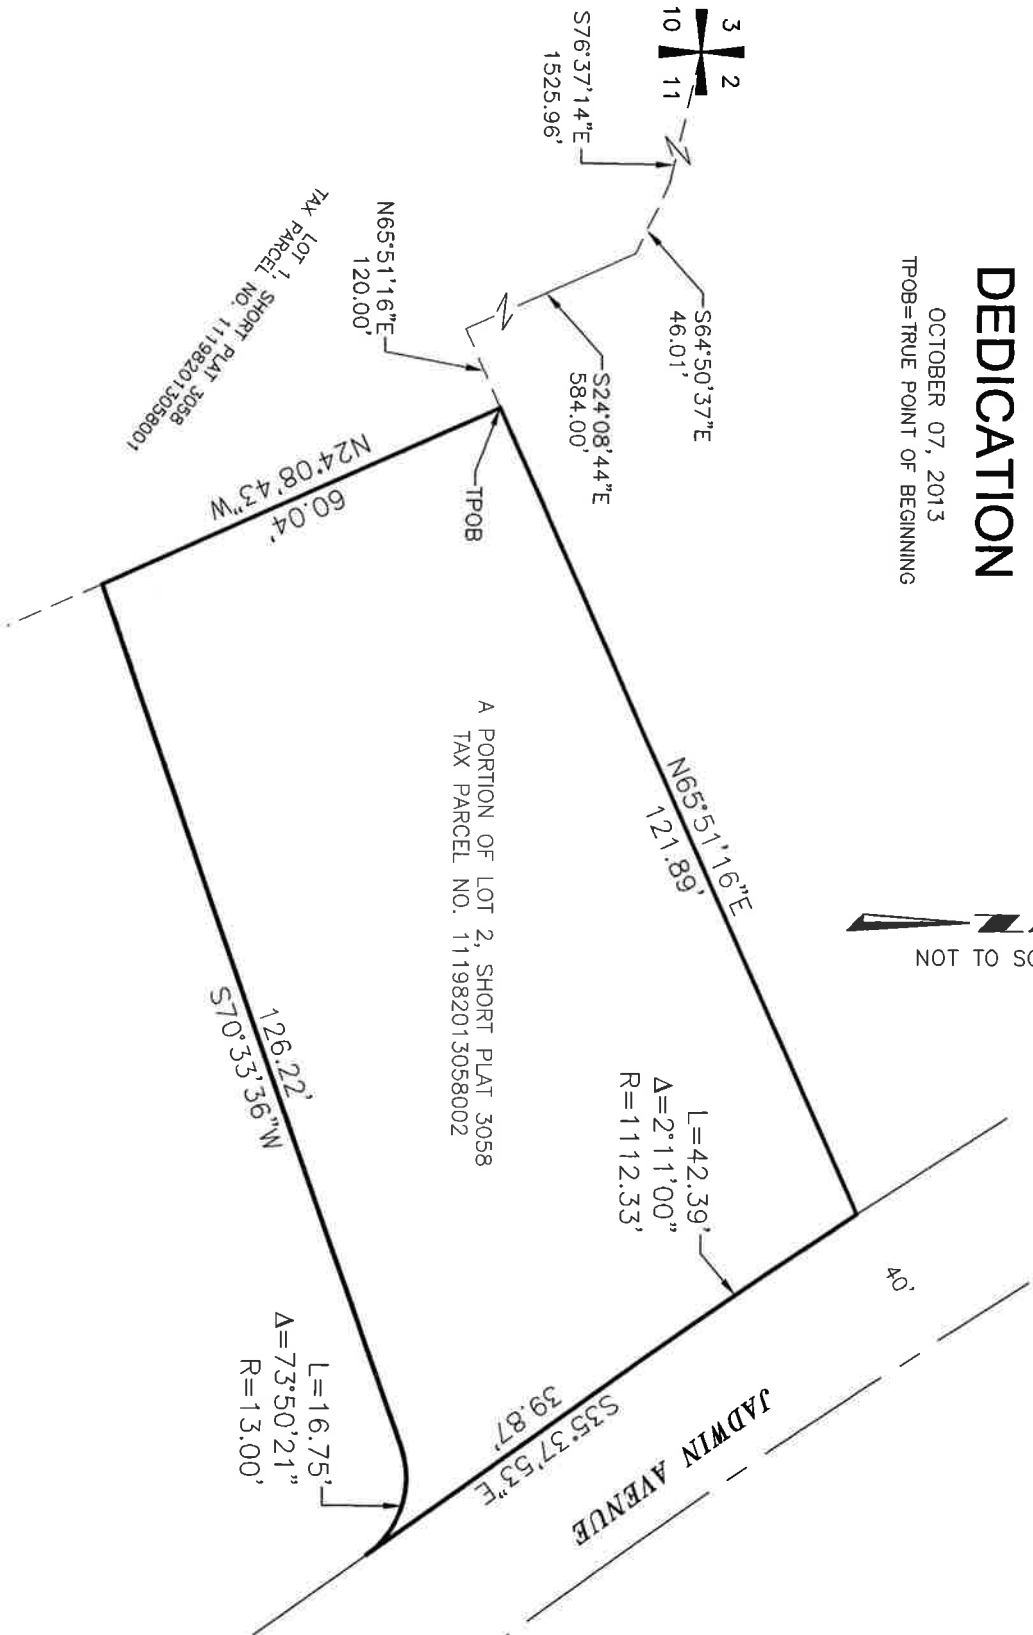 DEDICATION
OCTOBER 07, 2013
TPOB=TRUE POINT OF BEGINNING
3 2
10 11
S76°37'14"E
1525.96'
S64°50'37"E
46.01'
S24°08'44"E
584.00'
N65°51'16"E
120.00'
LOT 1, SHORT PLAT 3058
TAX PARCEL NO. 111982013058001
TPOB
N24°08'43"W
60.04'
N65°51'16"E
121.89'
NOT TO
A PORTION OF LOT 2, SHORT PLAT 3058
TAX PARCEL NO. 111982013058002
L=42.39'
Δ=2°11'00"
R=1112.33'
40'
JADWIN AVENUE
S35°37'53"E
39.87'
126.22'
S70°33'36"W
L=16.75'
Δ=73°50'21"
R=13.00'